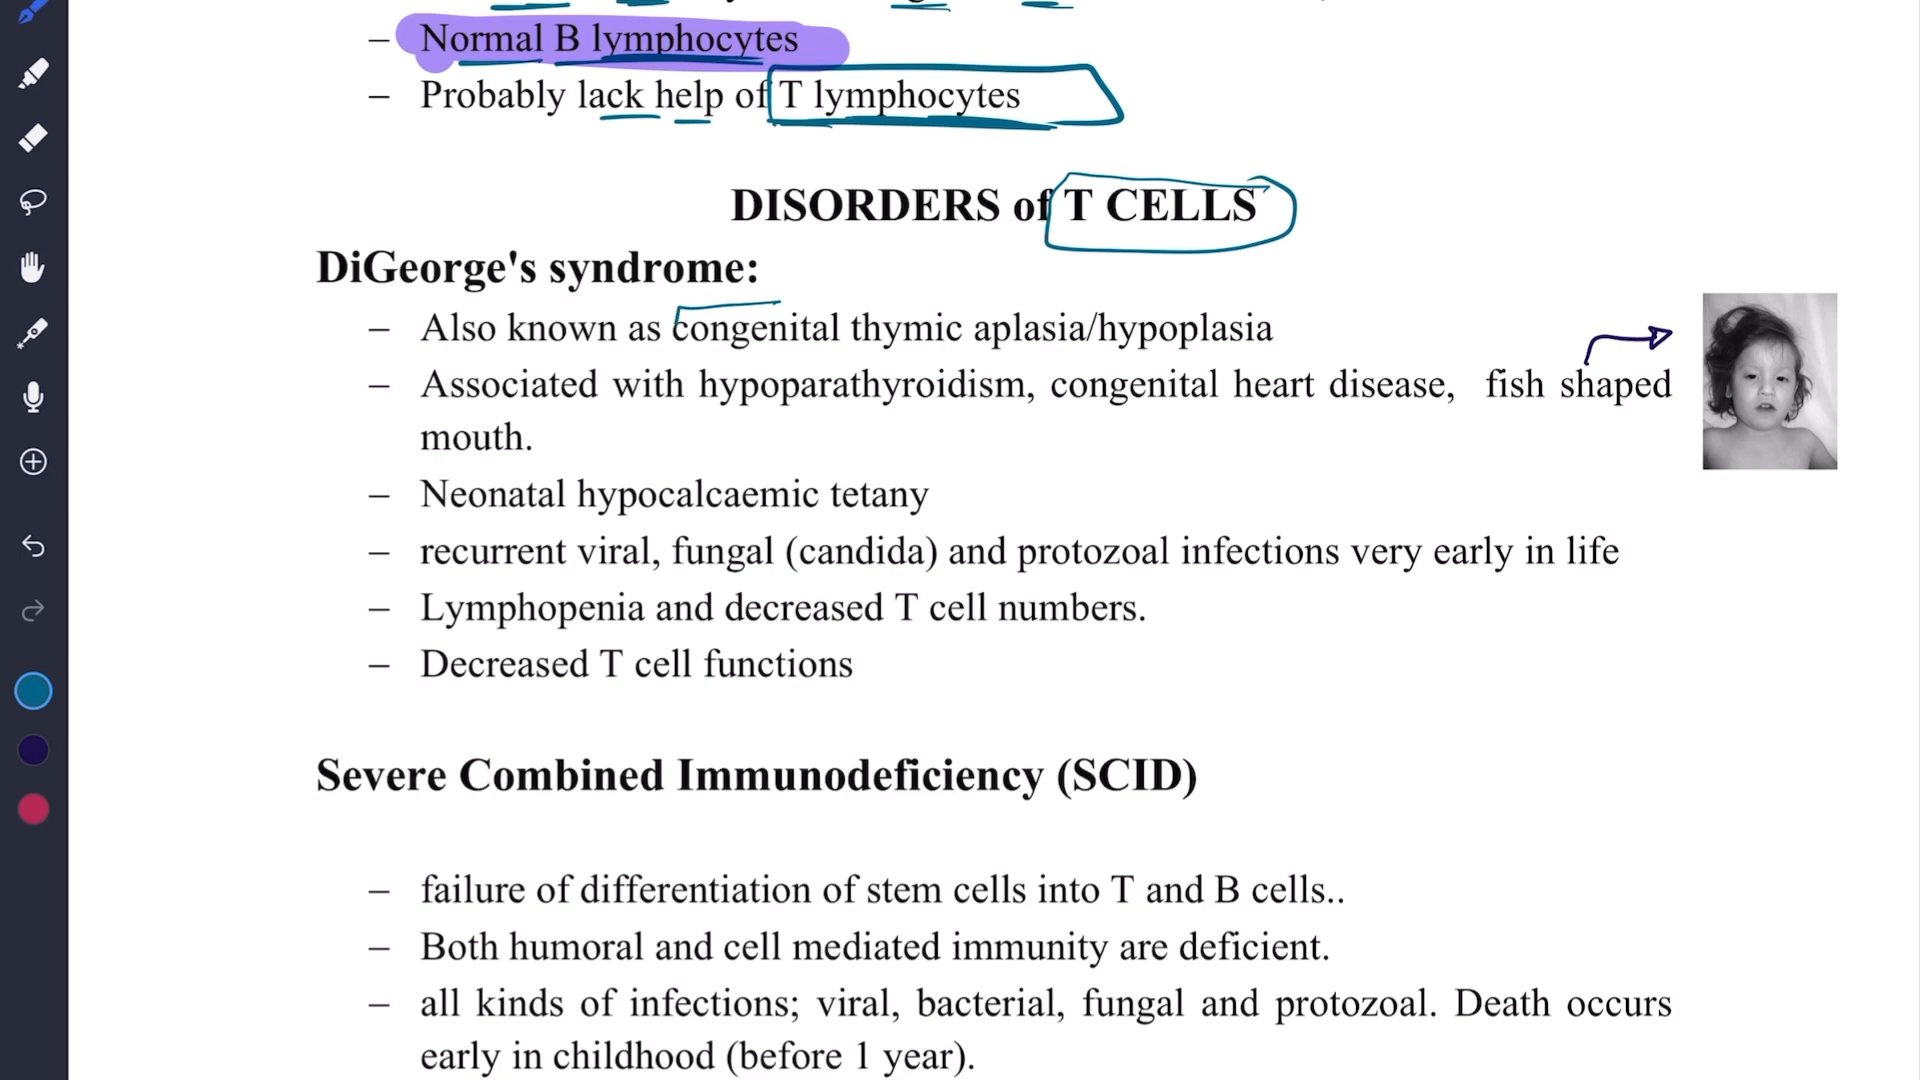 – Normal B lymphocytes
– Probably lack help of T lymphocytes
DISORDERS of T CELLS
DiGeorge's syndrome:
– Also known as congenital thymic aplasia/hypoplasia
– Associated with hypoparathyroidism, congenital heart disease, fish shaped
mouth.
– Neonatal hypocalcaemic tetany
– recurrent viral, fungal (candida) and protozoal infections very early in life
– Lymphopenia and decreased T cell numbers.
– Decreased T cell functions
Severe Combined Immunodeficiency (SCID)
– failure of differentiation of stem cells into T and B cells..
– Both humoral and cell mediated immunity are deficient.
– all kinds of infections; viral, bacterial, fungal and protozoal. Death occurs
early in childhood (before 1 year).